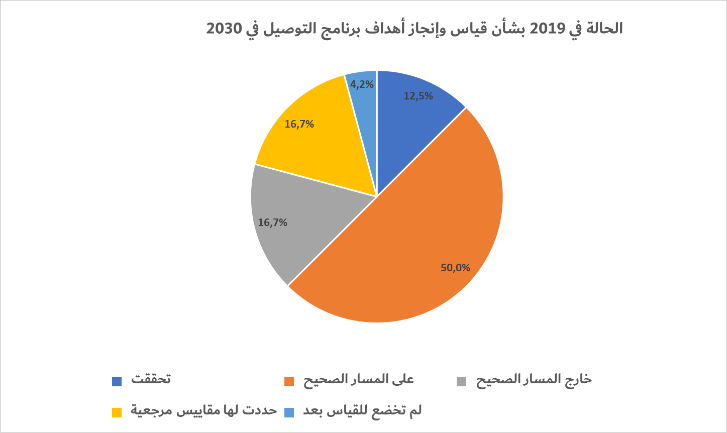 الحالة في 2019 بشأن قياس وإنجاز أهداف برنامج التوصيل في 2030
4,2%
12,5%
16,7%
16,7%
50,0%
تحققت
على المسار الصحيح
خارج المسار الصحيح
حددت لها مقاييس مرجعية
لم تخضع للقياس بعد